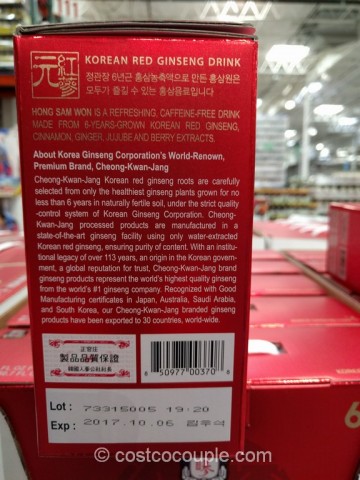 元 紅蔘
KOREAN RED GINSENG DRINK
정관장 6년근 홍삼농축액으로 만든 홍삼원은
모두가 즐길 수 있는 홍삼음료입니다.
HONG SAM WON IS A REFRESHING, CAFFEINE-FREE DRINK
MADE FROM 6-YEARS-GROWN KOREAN RED GINSENG,
CINNAMON, GINGER, JUJUBE AND BERRY EXTRACTS.
About Korea Ginseng Corporation's World-Renown,
Premium Brand, Cheong-Kwan-Jang
Cheong-Kwan-Jang Korean red ginseng roots are carefully
selected from only the healthiest ginseng plants grown for no
less than 6 years in naturally fertile soil, under the strict quality
-control system of Korean Ginseng Corporation. Cheong-
Kwan-Jang processed products are manufactured in a
state-of-the-art ginseng facility using only water-extracted
Korean red ginseng, ensuring purity of content. With an institu-
tional legacy of over 113 years, an origin in the Korean govern-
ment, a global reputation for trust, Cheong-Kwan-Jang brand
ginseng products represent the world's highest quality ginseng
from the world's #1 ginseng company. Recognized with Good
Manufacturing certificates in Japan, Australia, Saudi Arabia,
and South Korea, our Cheong-Kwan-Jang branded ginseng
products have been exported to 30 countries, world-wide.
正官庄
製品品質保證
韓國人蔘公社社長
8 50977 00370 6
Lot : 73315005 19:20
Exp : 2017.10.06
KOREAN
6
© costcocouple.com